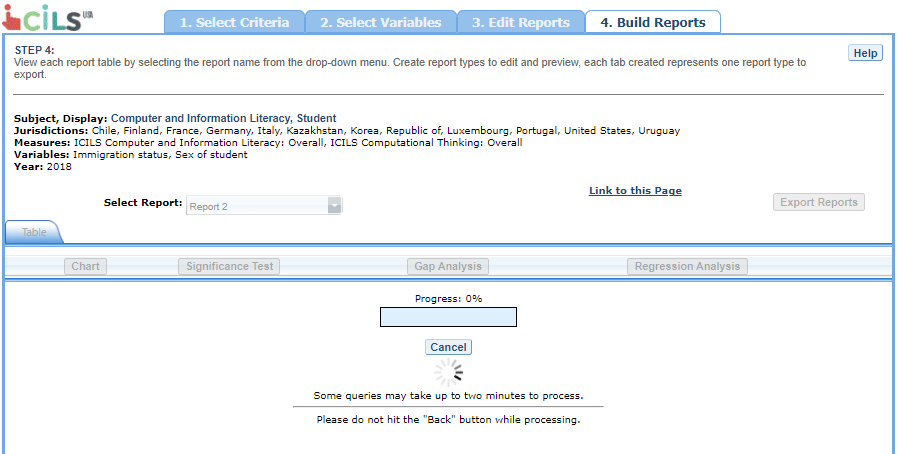 iCILS USA
1. Select Criteria
2. Select Variables
3. Edit Reports
4. Build Reports
STEP 4:
View each report table by selecting the report name from the drop-down menu. Create report types to edit and preview, each tab created represents one report type to
export.
Help
Subject, Display: Computer and Information Literacy, Student
Jurisdictions: Chile, Finland, France, Germany, Italy, Kazakhstan, Korea, Republic of, Luxembourg, Portugal, United States, Uruguay
Measures: ICILS Computer and Information Literacy: Overall, ICILS Computational Thinking: Overall
Variables: Immigration status, Sex of student
Year: 2018
Link to this Page
Select Report: Report 2
Export Reports
Table
Chart
Significance Test
Gap Analysis
Regression Analysis
Progress: 0%
Cancel
Some queries may take up to two minutes to process.
Please do not hit the "Back" button while processing.